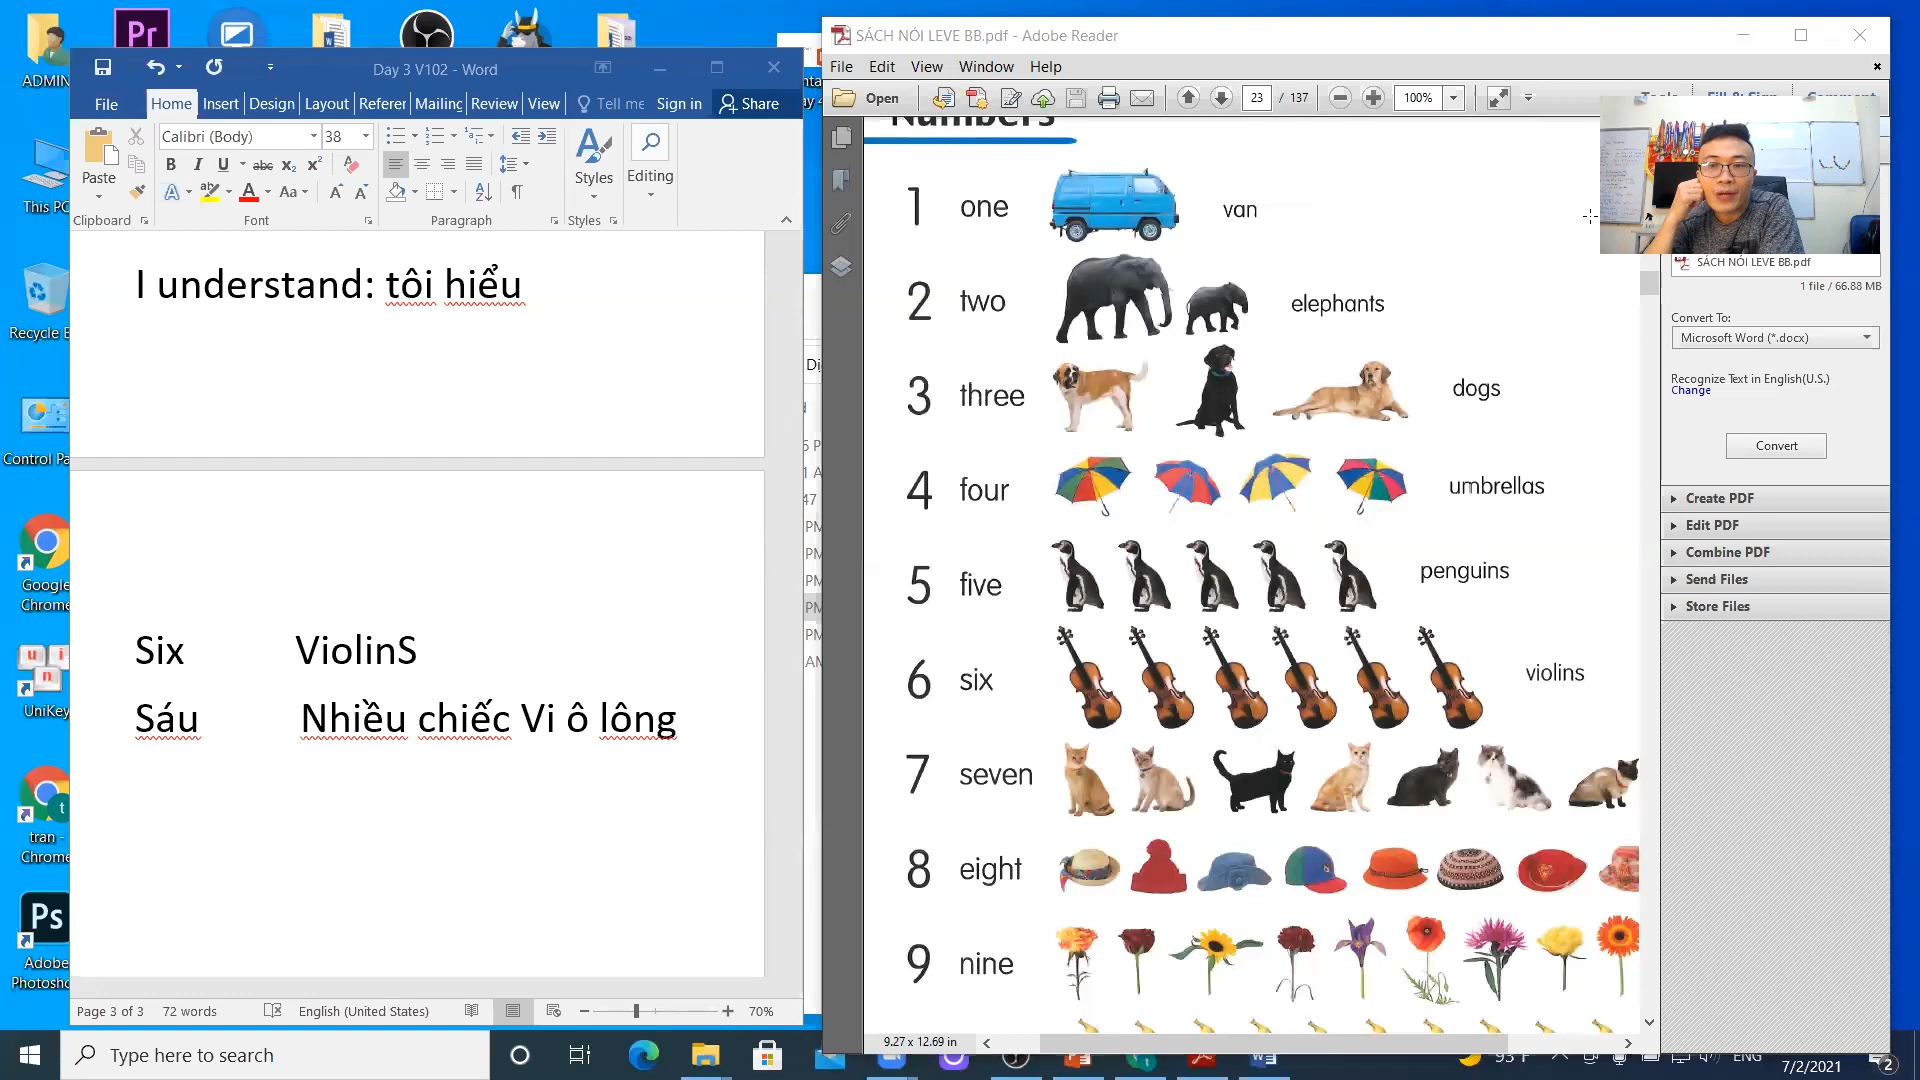 ADMIN
This PC
Recycle B
Control Pa
Google Chrome
UniKey
tran - Chrome
Adobe Photosho
Day 3 V102 - Word
File Home Insert Design Layout Referer Mailing Review View Tell me Sign in Share
Calibri (Body) 38
Paste Styles Editing
Clipboard Font Paragraph Styles
I understand: tôi hiểu
Six ViolinS
Sáu Nhiều chiếc Vi ô lông
Page 3 of 3 72 words English (United States) 70%
SÁCH NÓI LEVE BB.pdf - Adobe Reader
File Edit View Window Help
Open 23 / 137 100%
Numbers
1 one van
2 two elephants
3 three dogs
4 four umbrellas
5 five penguins
6 six violins
7 seven
8 eight
9 nine
9.27 x 12.69 in
SÁCH NÓI LEVE BB.pdf
1 file / 66.88 MB
Convert To:
Microsoft Word (*.docx)
Recognize Text in English(U.S.)
Change
Convert
Create PDF
Edit PDF
Combine PDF
Send Files
Store Files
Type here to search
93°F ENG
7/2/2021
2